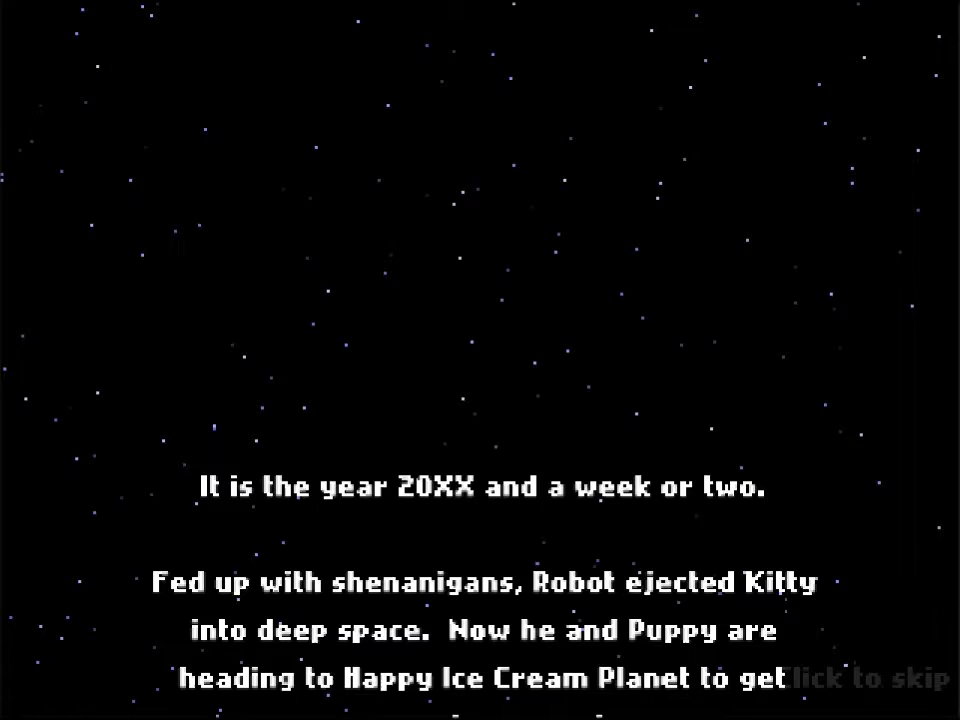 It is the year 20XX and a week or two.
Fed up with shenanigans, Robot ejected Kitty
into deep space. Now he and Puppy are
heading to Happy Ice Cream Planet to get
Click to skip